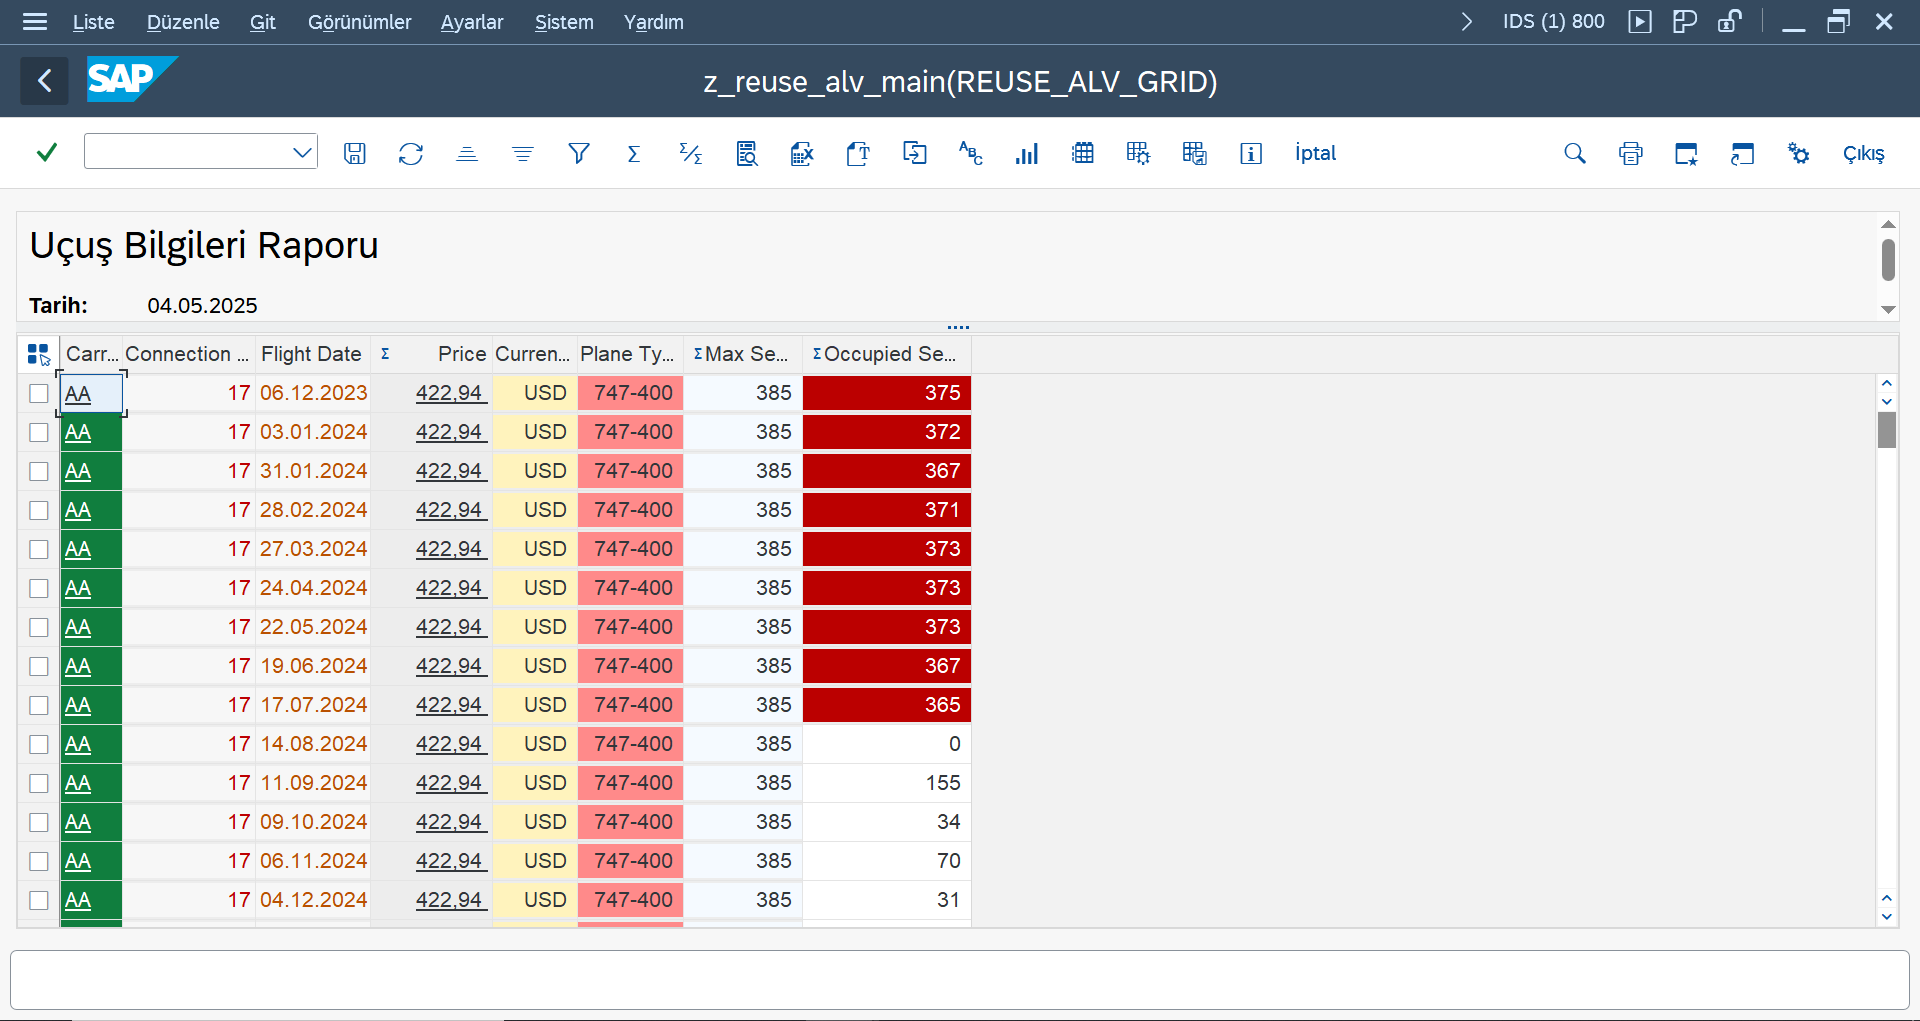 Liste Düzenle Git Görünümler Ayarlar Sistem Yardım IDS (1) 800
SAP z_reuse_alv_main(REUSE_ALV_GRID)
İptal Çıkış
Uçuş Bilgileri Raporu
Tarih: 04.05.2025
Carr... Connection ... Flight Date Σ Price Curren... Plane Ty... Σ Max Se... Σ Occupied Se...
AA 17 06.12.2023 422,94 USD 747-400 385 375
AA 17 03.01.2024 422,94 USD 747-400 385 372
AA 17 31.01.2024 422,94 USD 747-400 385 367
AA 17 28.02.2024 422,94 USD 747-400 385 371
AA 17 27.03.2024 422,94 USD 747-400 385 373
AA 17 24.04.2024 422,94 USD 747-400 385 373
AA 17 22.05.2024 422,94 USD 747-400 385 373
AA 17 19.06.2024 422,94 USD 747-400 385 367
AA 17 17.07.2024 422,94 USD 747-400 385 365
AA 17 14.08.2024 422,94 USD 747-400 385 0
AA 17 11.09.2024 422,94 USD 747-400 385 155
AA 17 09.10.2024 422,94 USD 747-400 385 34
AA 17 06.11.2024 422,94 USD 747-400 385 70
AA 17 04.12.2024 422,94 USD 747-400 385 31